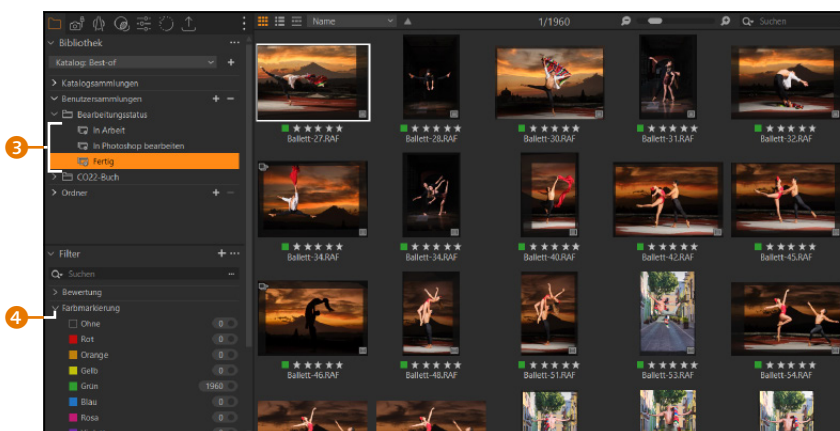 Name
1/1960
Suchen
Bibliothek
Katalog: Best-of
Katalogsammlungen
Benutzersammlungen
Bearbeitungsstatus
In Arbeit
In Photoshop bearbeiten
Fertig
CO22-Buch
Ordner
3
Filter
Suchen
Bewertung
4
Farbmarkierung
Ohne 0
Rot 0
Orange 0
Gelb 0
Grün 1960
Blau 0
Rosa 0
Ballett-27.RAF
Ballett-28.RAF
Ballett-30.RAF
Ballett-31.RAF
Ballett-32.RAF
Ballett-34.RAF
Ballett-34.RAF
Ballett-40.RAF
Ballett-42.RAF
Ballett-45.RAF
Ballett-46.RAF
Ballett-48.RAF
Ballett-51.RAF
Ballett-53.RAF
Ballett-54.RAF